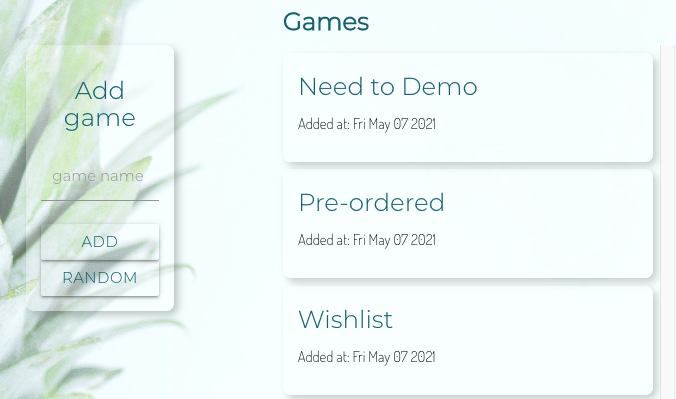 Games
Add
game
game name
ADD
RANDOM
Need to Demo
Added at: Fri May 07 2021
Pre-ordered
Added at: Fri May 07 2021
Wishlist
Added at: Fri May 07 2021